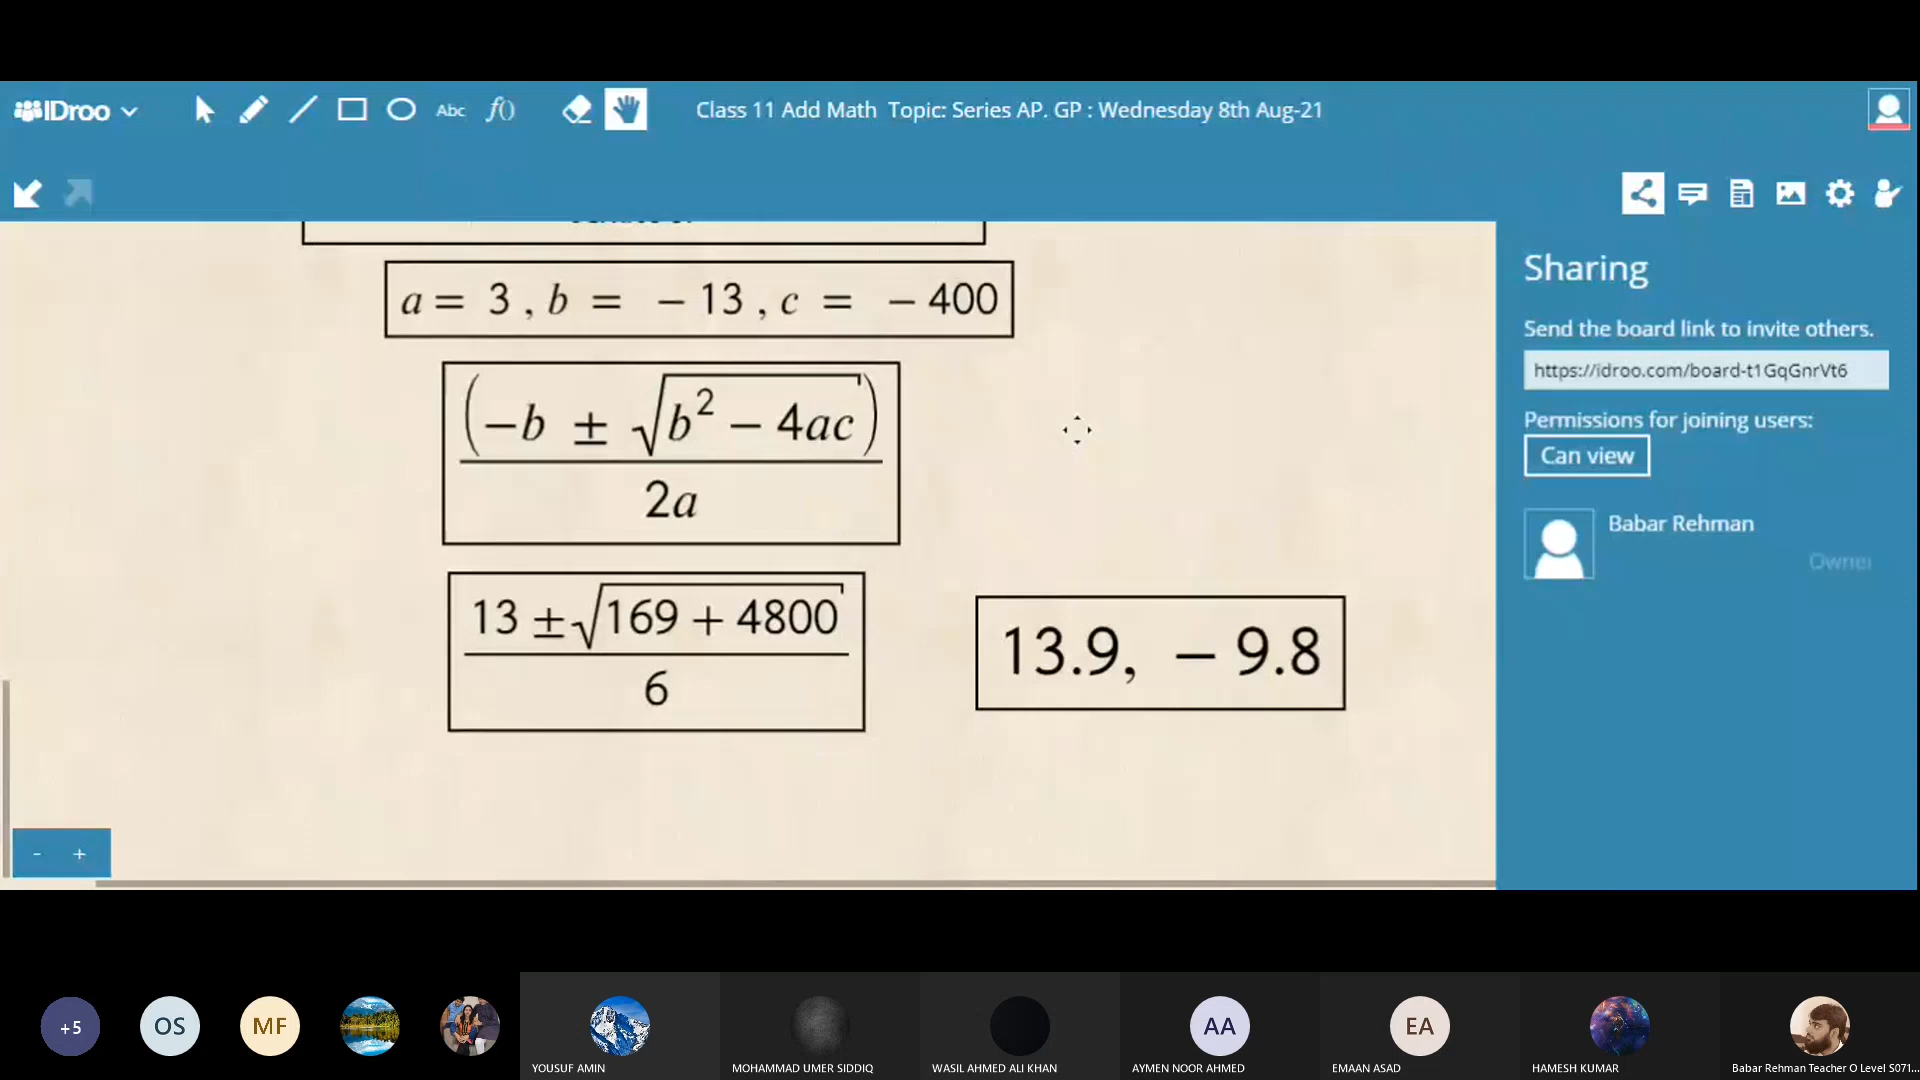 IDroo
Abc
f()
Class 11 Add Math Topic: Series AP. GP : Wednesday 8th Aug-21
a = 3 , b = − 13 , c = − 400
(−b ± √b² − 4ac)
2a
13 ± √169 + 4800
6
13.9, − 9.8
- +
Sharing
Send the board link to invite others.
https://idroo.com/board-t1GqGnrVt6
Permissions for joining users:
Can view
Babar Rehman
Owner
+5
OS
MF
AA
EA
YOUSUF AMIN
MOHAMMAD UMER SIDDIQ
WASIL AHMED ALI KHAN
AYMEN NOOR AHMED
EMAAN ASAD
HAMESH KUMAR
Babar Rehman Teacher O Level S071...